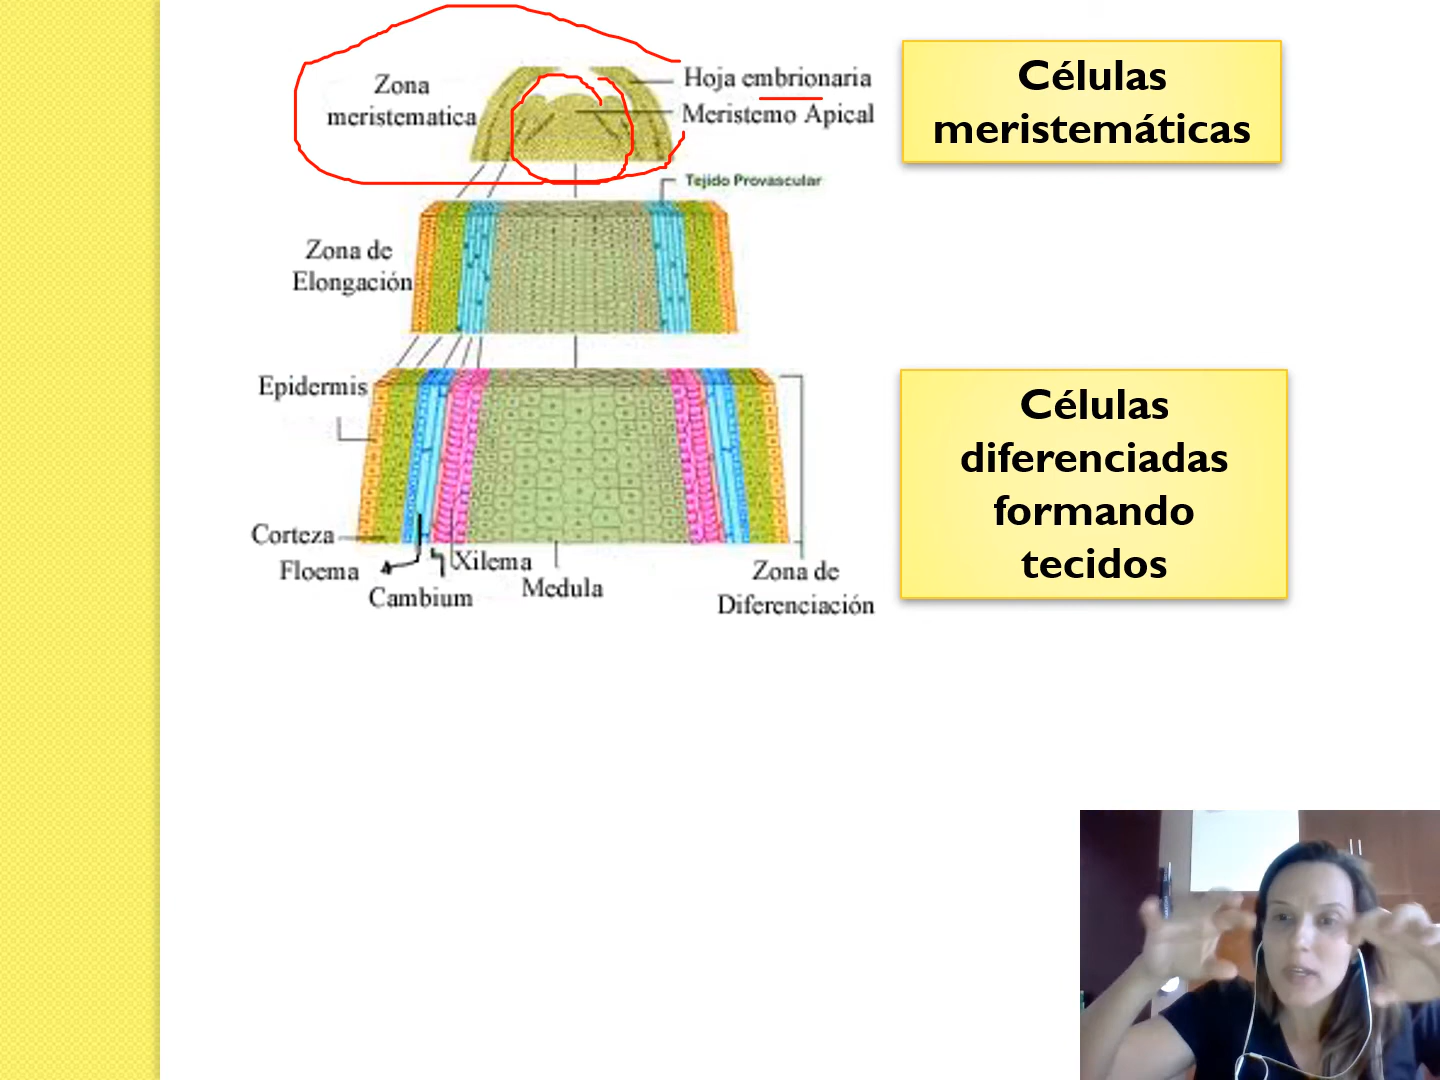 Zona
meristematica
Hoja embrionaria
Meristemo Apical
Células
meristemáticas
Tejido Provascular
Zona de
Elongación
Epidermis
Células
diferenciadas
formando
tecidos
Corteza
Floema
Cambium
Xilema
Medula
Zona de
Diferenciación